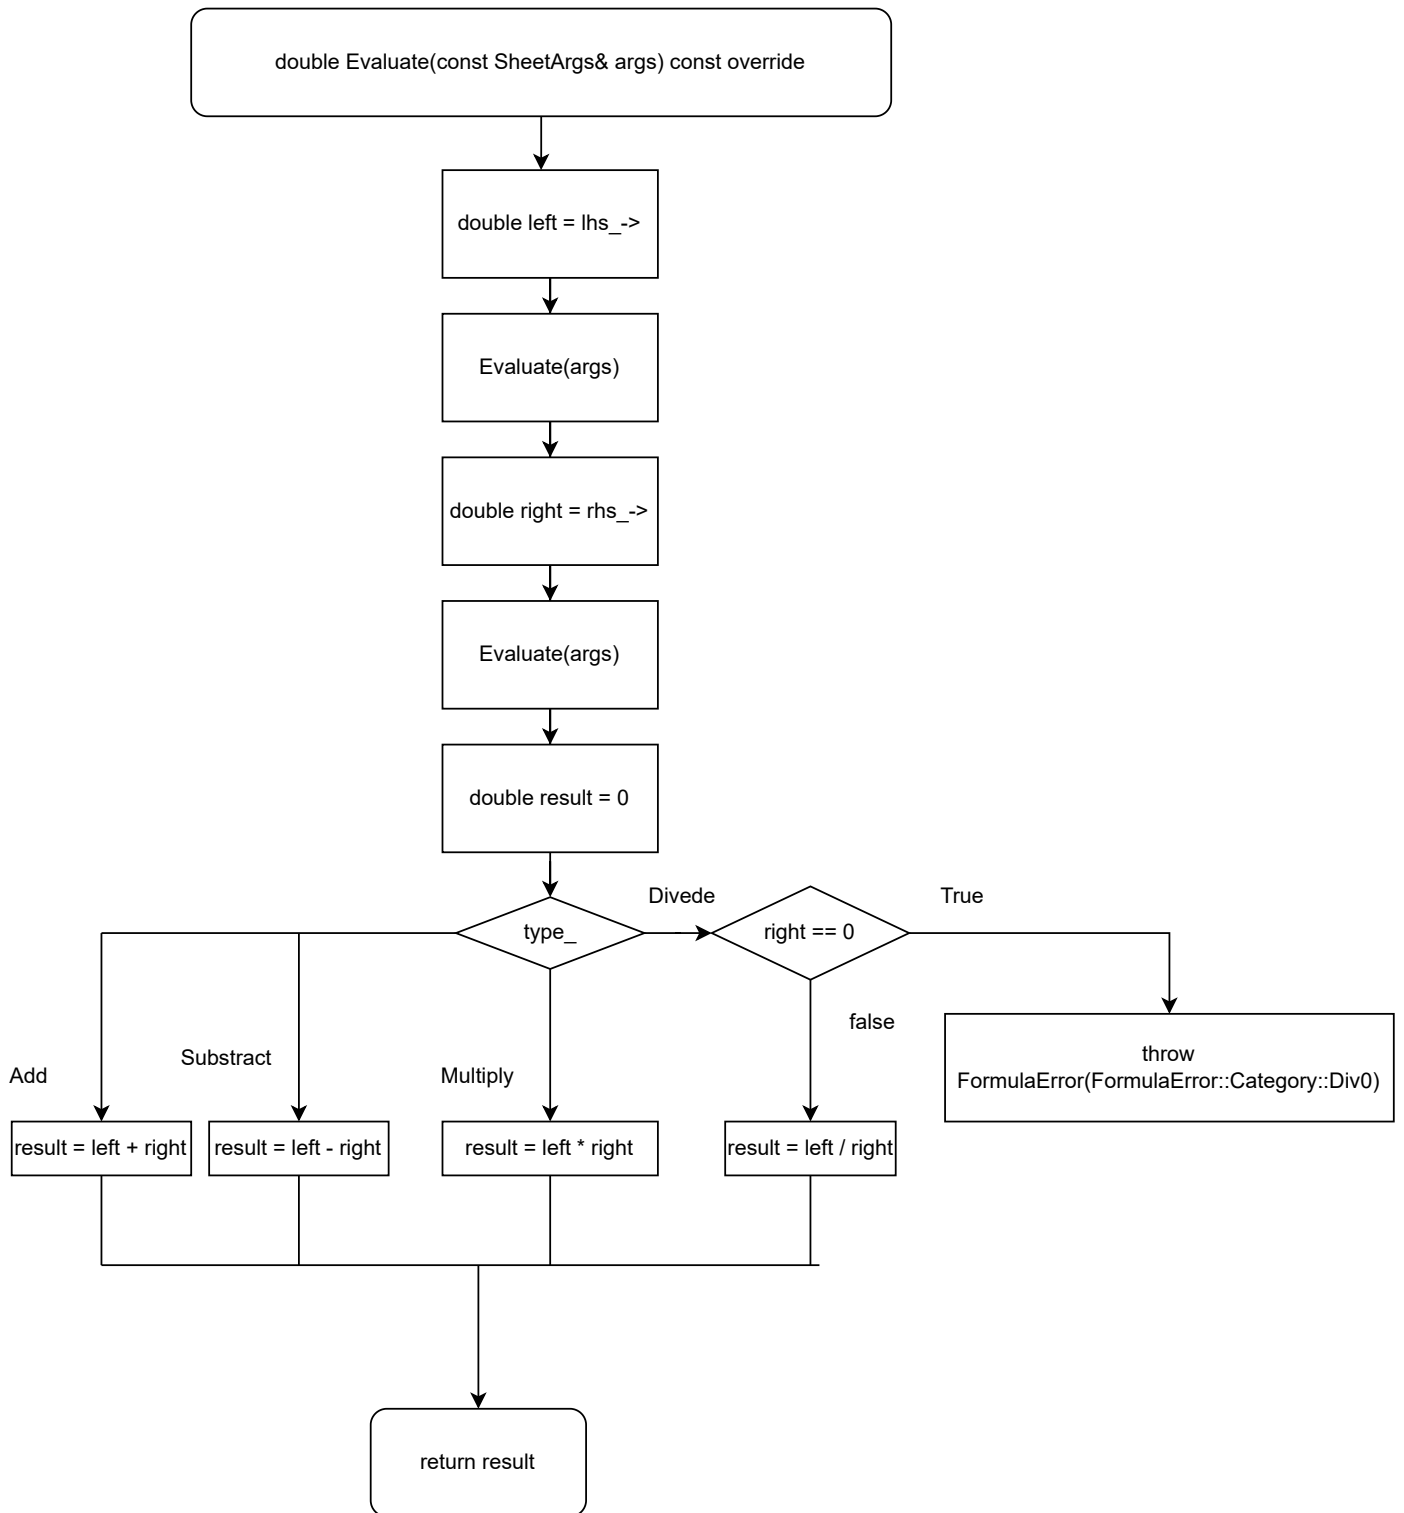 double Evaluate(const SheetArgs& args) const override
double left = lhs_->
Evaluate(args)
double right = rhs_->
Evaluate(args)
double result = 0
type_
Divede
right == 0
True
false
throw
FormulaError(FormulaError::Category::Div0)
Add
Substract
Multiply
result = left + right
result = left - right
result = left * right
result = left / right
return result